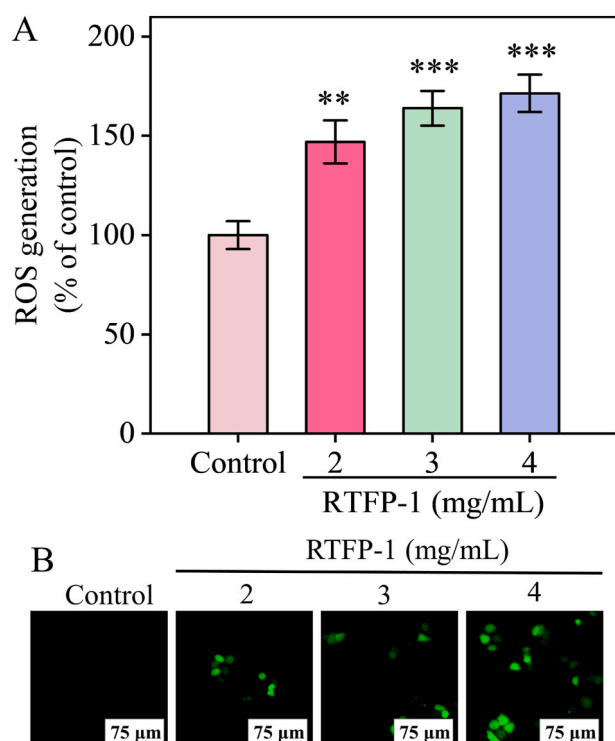 A
ROS generation
(% of control)
200
150
100
50
0
**
***
***
Control 2 3 4
RTFP-1 (mg/mL)
B
RTFP-1 (mg/mL)
Control 2 3 4
75 μm 75 μm 75 μm 75 μm